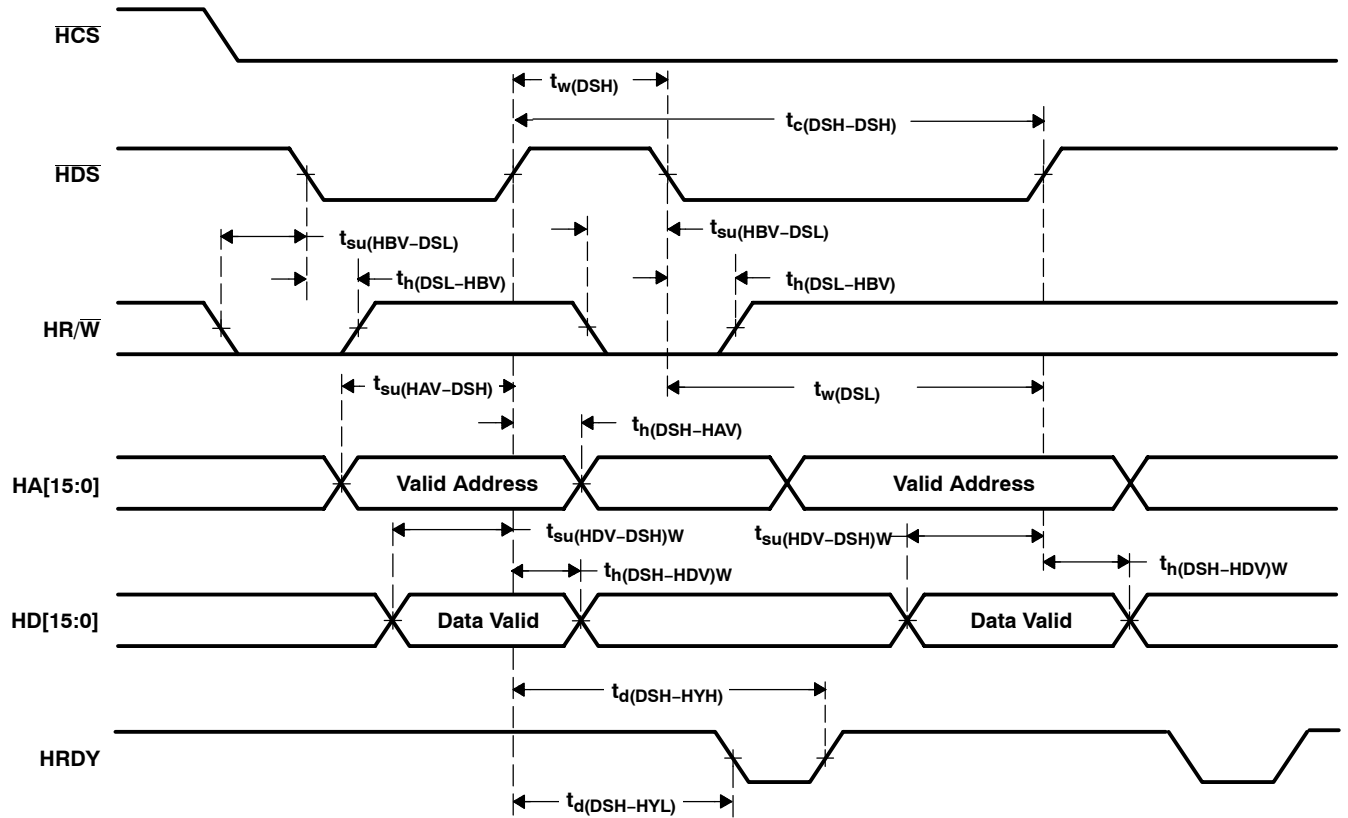 HCS
tw(DSH)
tc(DSH−DSH)
HDS
tsu(HBV−DSL)
tsu(HBV−DSL)
th(DSL−HBV)
th(DSL−HBV)
HR/W
tsu(HAV−DSH)
tw(DSL)
th(DSH−HAV)
HA[15:0]
Valid Address
Valid Address
tsu(HDV−DSH)W
tsu(HDV−DSH)W
th(DSH−HDV)W
th(DSH−HDV)W
HD[15:0]
Data Valid
Data Valid
td(DSH−HYH)
HRDY
td(DSH−HYL)